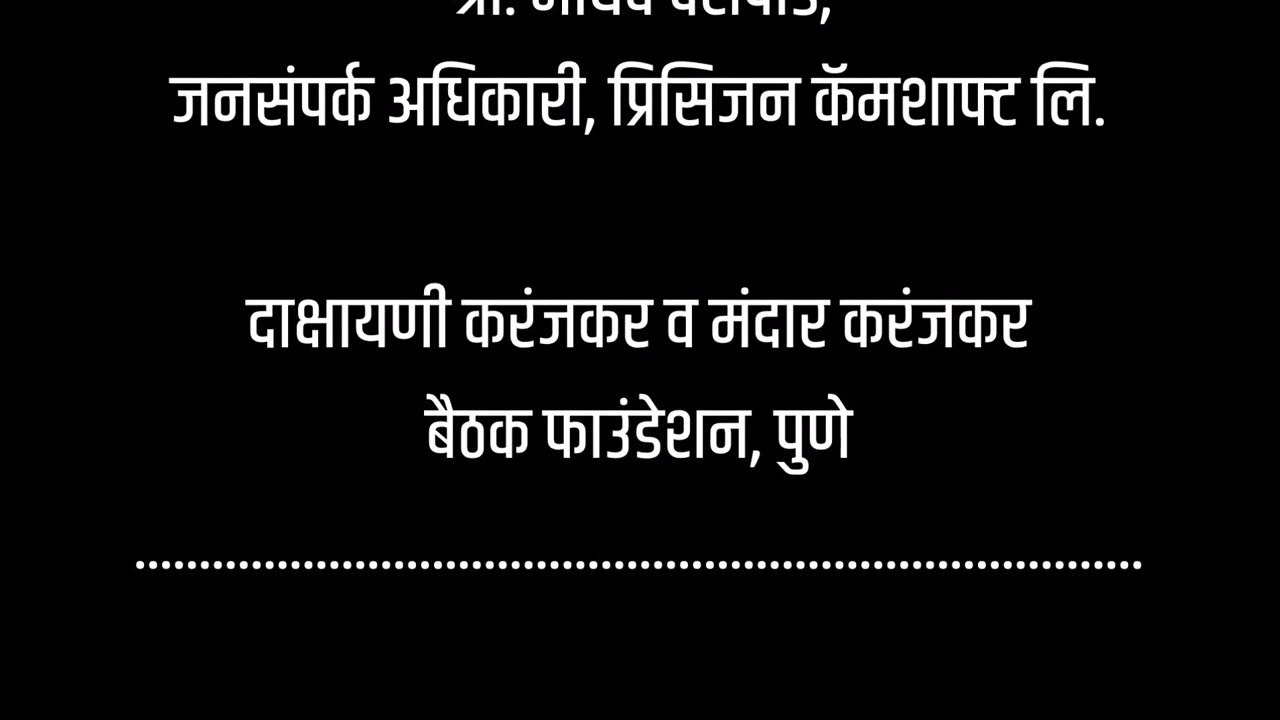 जनसंपर्क अधिकारी, प्रिसिजन कॅमशाफ्ट लि.
दाक्षायणी करंजकर व मंदार करंजकर
बैठक फाउंडेशन, पुणे
..............................................................................